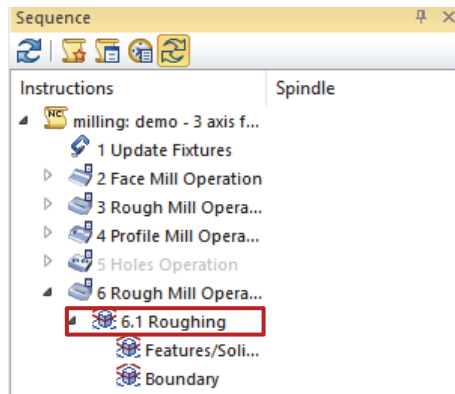 Sequence
Instructions Spindle
NC milling: demo - 3 axis f...
1 Update Fixtures
2 Face Mill Operation
3 Rough Mill Opera...
4 Profile Mill Opera...
5 Holes Operation
6 Rough Mill Opera...
6.1 Roughing
Features/Soli...
Boundary